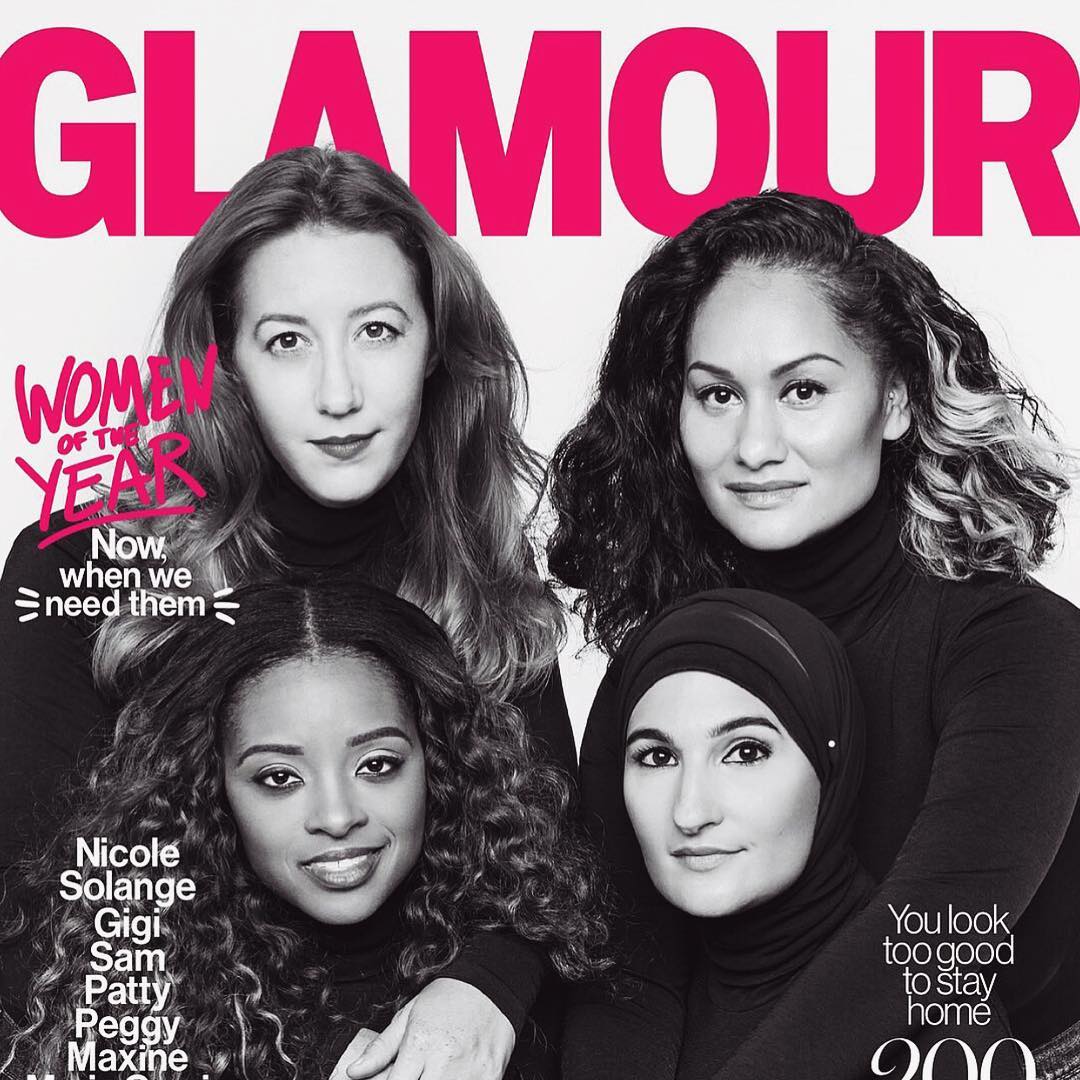 GLAMOUR
WOMEN
OF THE
YEAR
Now,
when we
need them
Nicole
Solange
Gigi
Sam
Patty
Peggy
Maxine
You look
too good
to stay
home
200